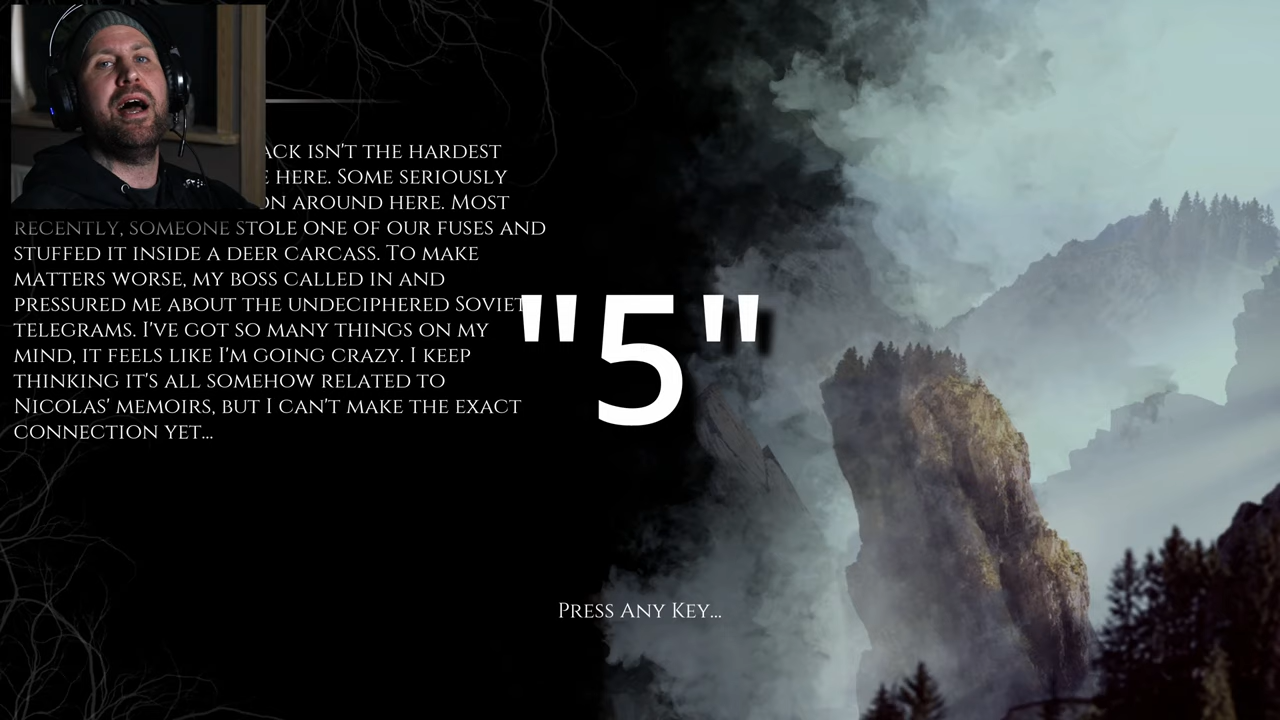 ACK ISN'T THE HARDEST
HERE. SOME SERIOUSLY
ON AROUND HERE. MOST
RECENTLY, SOMEONE STOLE ONE OF OUR FUSES AND
STUFFED IT INSIDE A DEER CARCASS. TO MAKE
MATTERS WORSE, MY BOSS CALLED IN AND
PRESSURED ME ABOUT THE UNDECIPHERED SOVIET
TELEGRAMS. I'VE GOT SO MANY THINGS ON MY
MIND, IT FEELS LIKE I'M GOING CRAZY. I KEEP
THINKING IT'S ALL SOMEHOW RELATED TO
NICOLAS' MEMOIRS, BUT I CAN'T MAKE THE EXACT
CONNECTION YET...
"5"
PRESS ANY KEY...